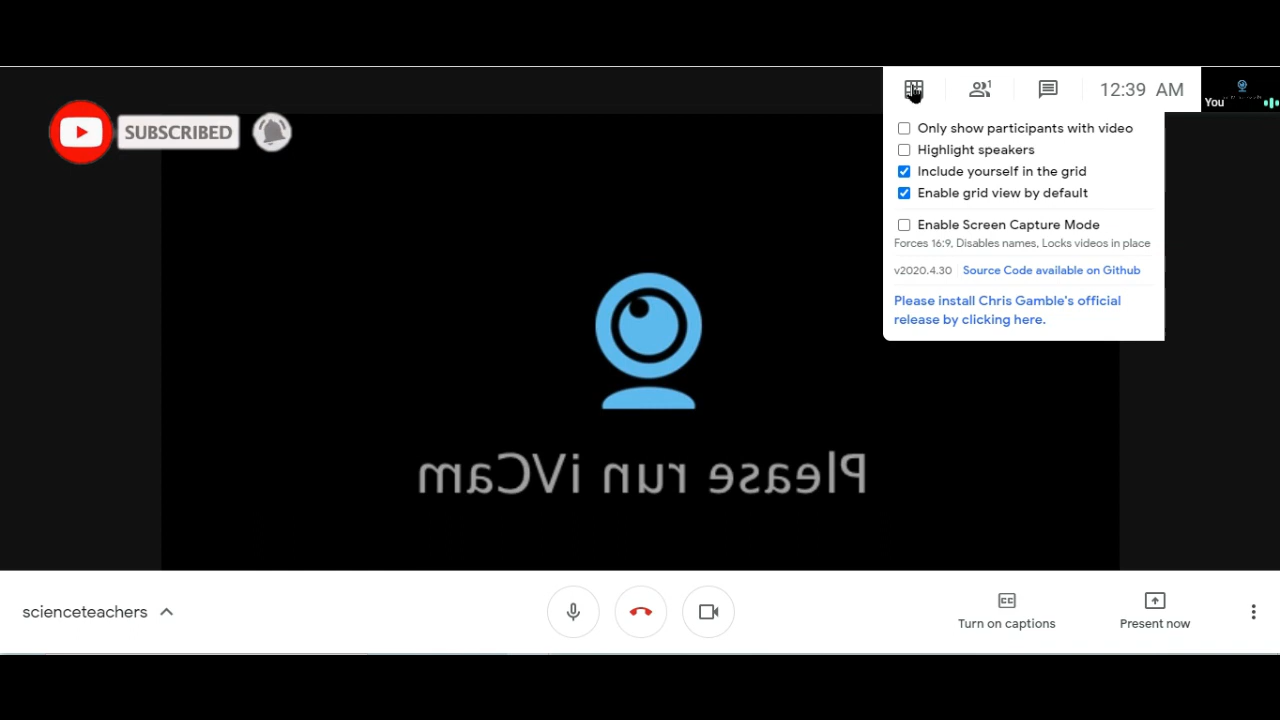 SUBSCRIBED
1
12:39 AM
You
Only show participants with video
Highlight speakers
Include yourself in the grid
Enable grid view by default
Enable Screen Capture Mode
Forces 16:9, Disables names, Locks videos in place
v2020.4.30 Source Code available on Github
Please install Chris Gamble's official
release by clicking here.
Please run iVCam
scienceteachers
CC
Turn on captions
Present now